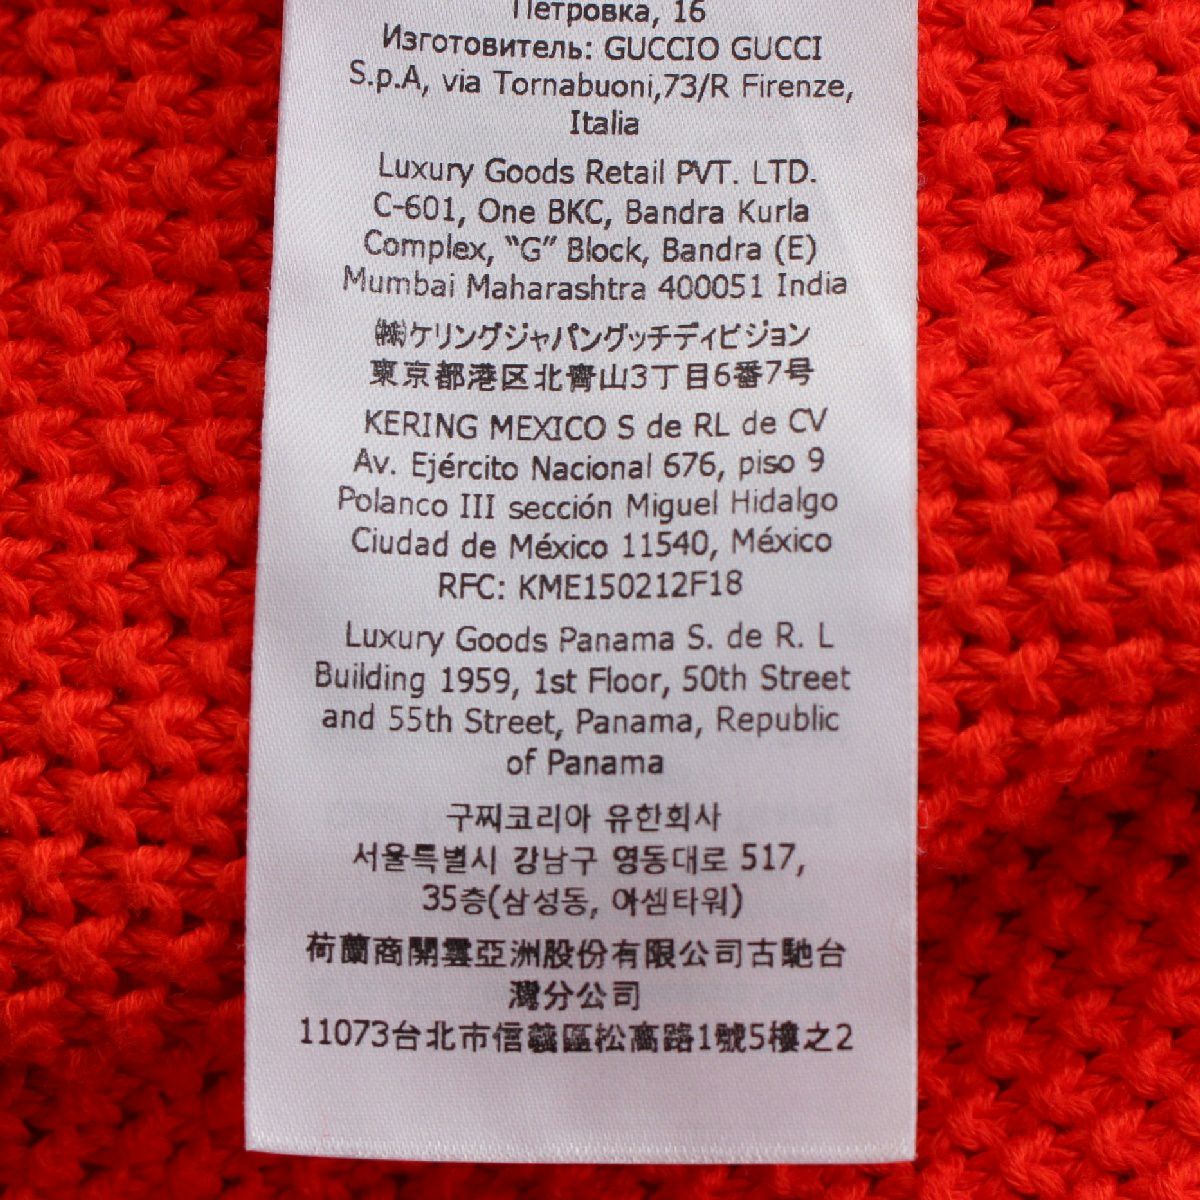 Петровка, 16
Изготовитель: GUCCIO GUCCI
S.p.A, via Tornabuoni,73/R Firenze,
Italia
Luxury Goods Retail PVT. LTD.
C-601, One BKC, Bandra Kurla
Complex, “G” Block, Bandra (E)
Mumbai Maharashtra 400051 India
㈱ケリングジャパングッチディビジョン
東京都港区北青山3丁目6番7号
KERING MEXICO S de RL de CV
Av. Ejército Nacional 676, piso 9
Polanco III sección Miguel Hidalgo
Ciudad de México 11540, México
RFC: KME150212F18
Luxury Goods Panama S. de R. L
Building 1959, 1st Floor, 50th Street
and 55th Street, Panama, Republic
of Panama
구찌코리아 유한회사
서울특별시 강남구 영동대로 517,
35층(삼성동, 아셈타워)
荷蘭商開雲亞洲股份有限公司古馳台
灣分公司
11073台北市信義區松高路1號5樓之2